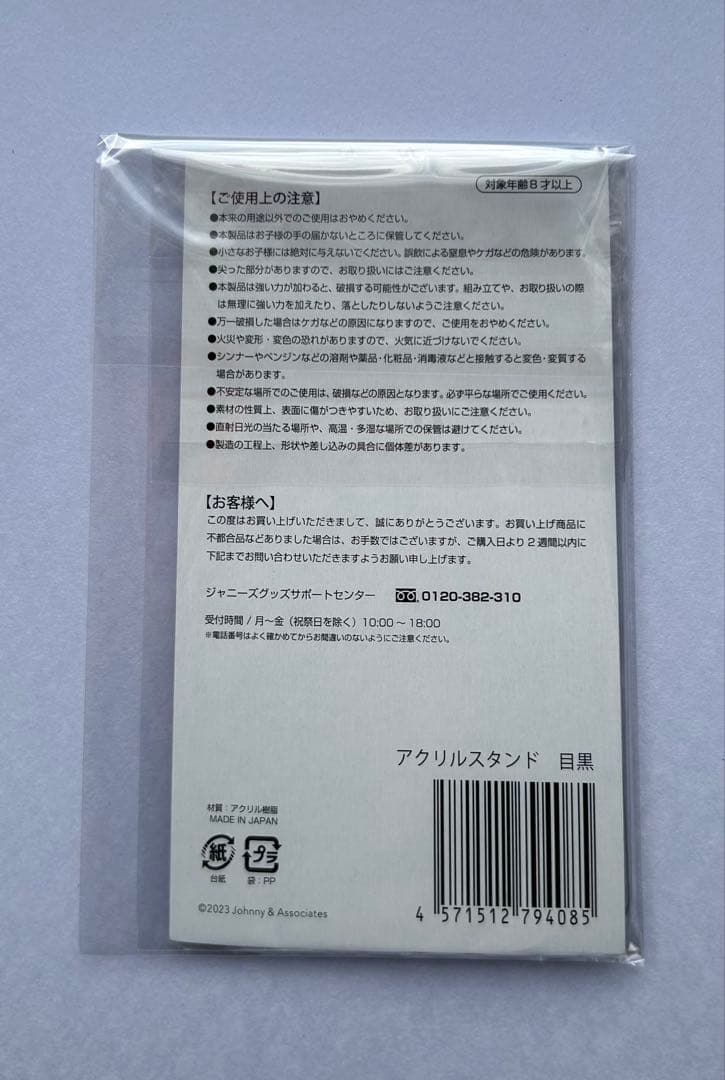 対象年齢8才以上
【ご使用上の注意】
●本来の用途以外でのご使用はおやめください。
●本製品はお子様の手の届かないところに保管してください。
●小さなお子様には絶対に与えないでください。誤飲による窒息やケガなどの危険があります。
●尖った部分がありますので、お取り扱いにはご注意ください。
●本製品は強い力が加わると、破損する可能性がございます。組み立てや、お取り扱いの際
は無理に強い力を加えたり、落としたりしないようご注意ください。
●万一破損した場合はケガなどの原因になりますので、ご使用をおやめください。
●火災や変形・変色の恐れがありますので、火気に近づけないでください。
●シンナーやベンジンなどの溶剤や薬品・化粧品・消毒液などと接触すると変色・変質する
場合があります。
●不安定な場所でのご使用は、破損などの原因となります。必ず平らな場所でご使用ください。
●素材の性質上、表面に傷がつきやすいため、お取り扱いにご注意ください。
●直射日光の当たる場所や、高温・多湿な場所での保管は避けてください。
●製造の工程上、形状や差し込みの具合に個体差があります。
【お客様へ】
この度はお買い上げいただきまして、誠にありがとうございます。お買い上げ商品に
不都合品などありました場合は、お手数ではございますが、ご購入日より2週間以内に
下記までお問い合わせいただきますようお願い申し上げます。
ジャニーズグッズサポートセンター 0120-382-310
受付時間/月～金（祝祭日を除く）10:00～18:00
※電話番号はよく確かめてからお間違いのないようにご注意ください。
アクリルスタンド 目黒
材質：アクリル樹脂
MADE IN JAPAN
紙 プラ
台紙 袋：PP
©2023 Johnny & Associates
4 571512 794085